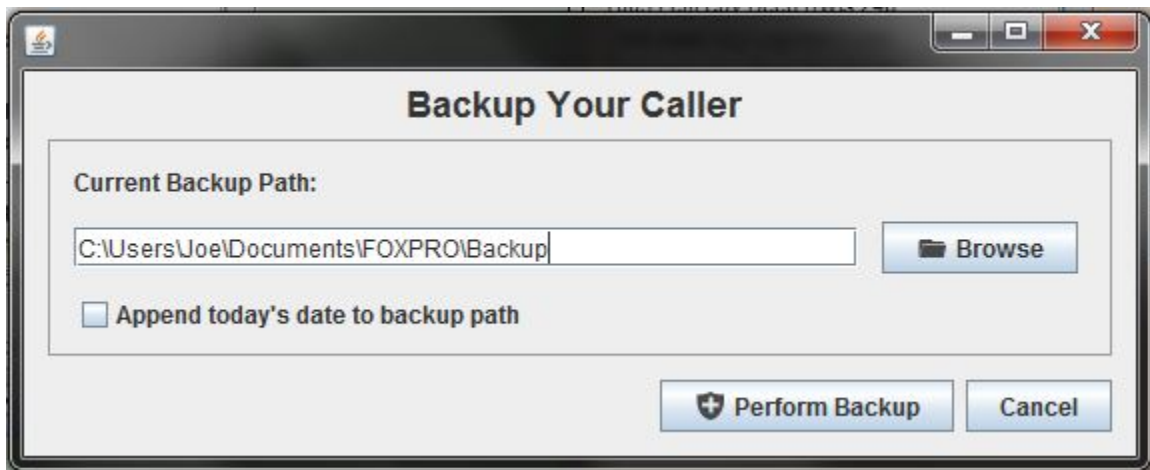 Backup Your Caller
Current Backup Path:
C:\Users\Joe\Documents\FOXPRO\Backup
Browse
Append today's date to backup path
Perform Backup
Cancel